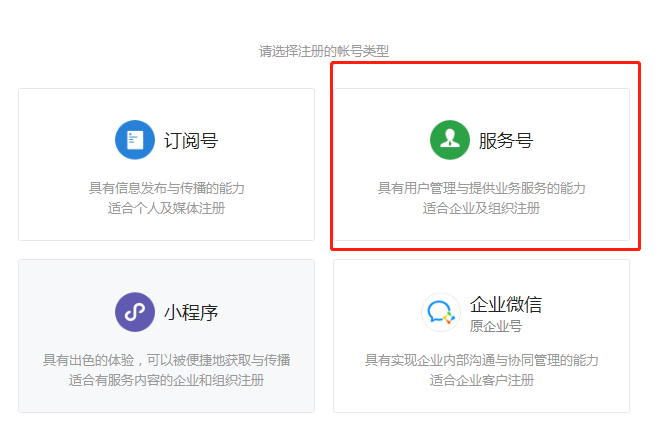 请选择注册的帐号类型
订阅号
具有信息发布与传播的能力
适合个人及媒体注册
服务号
具有用户管理与提供业务服务的能力
适合企业及组织注册
小程序
具有出色的体验，可以被便捷地获取与传播
适合有服务内容的企业和组织注册
企业微信
原企业号
具有实现企业内部沟通与协同管理的能力
适合企业客户注册